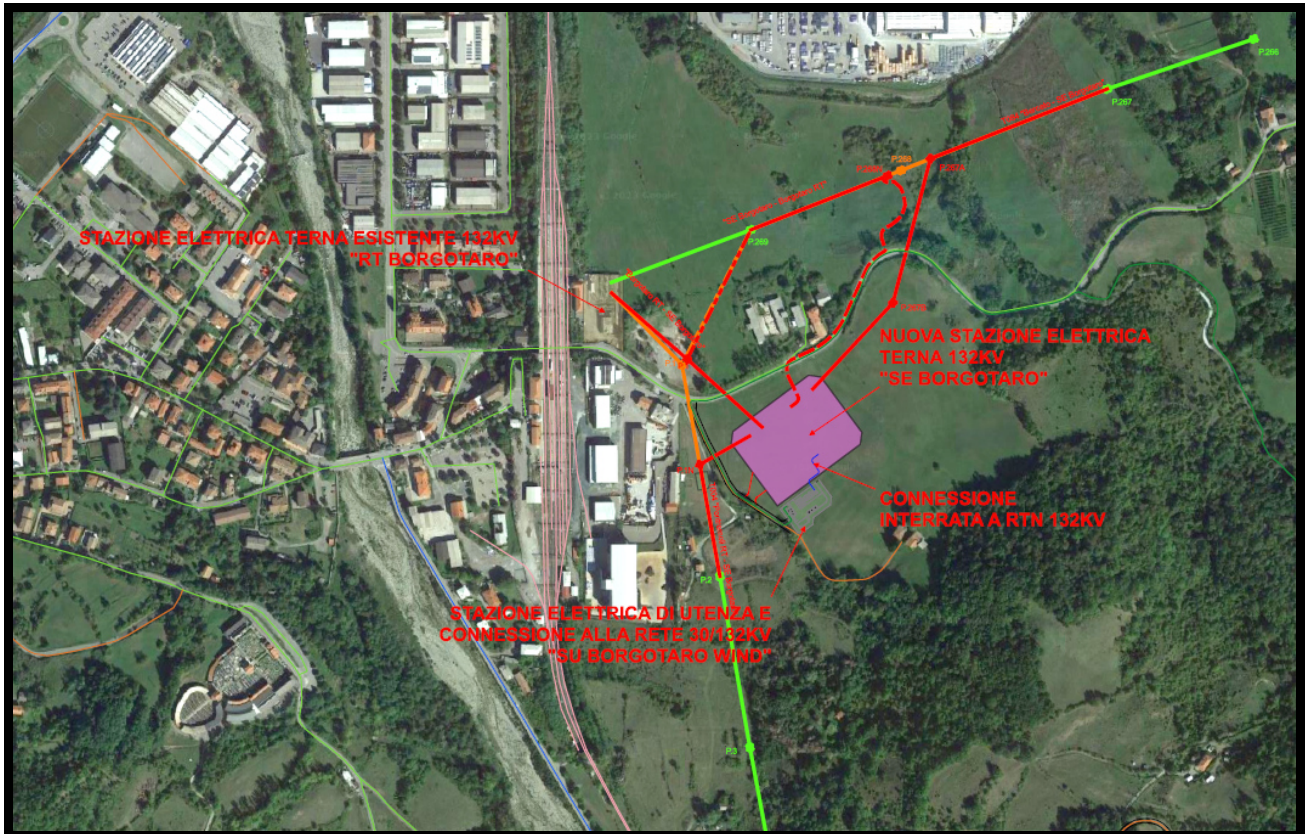 P.266
P.267
P.268
P.269
STAZIONE ELETTRICA TERNA ESISTENTE 132KV
"RT BORGOTARO"
NUOVA STAZIONE ELETTRICA
TERNA 132KV
"SE BORGOTARO"
CONNESSIONE
INTERRATA A RTN 132KV
P.2
STAZIONE ELETTRICA DI UTENZA E
CONNESSIONE ALLA RETE 30/132KV
"SU BORGOTARO WIND"
P.3